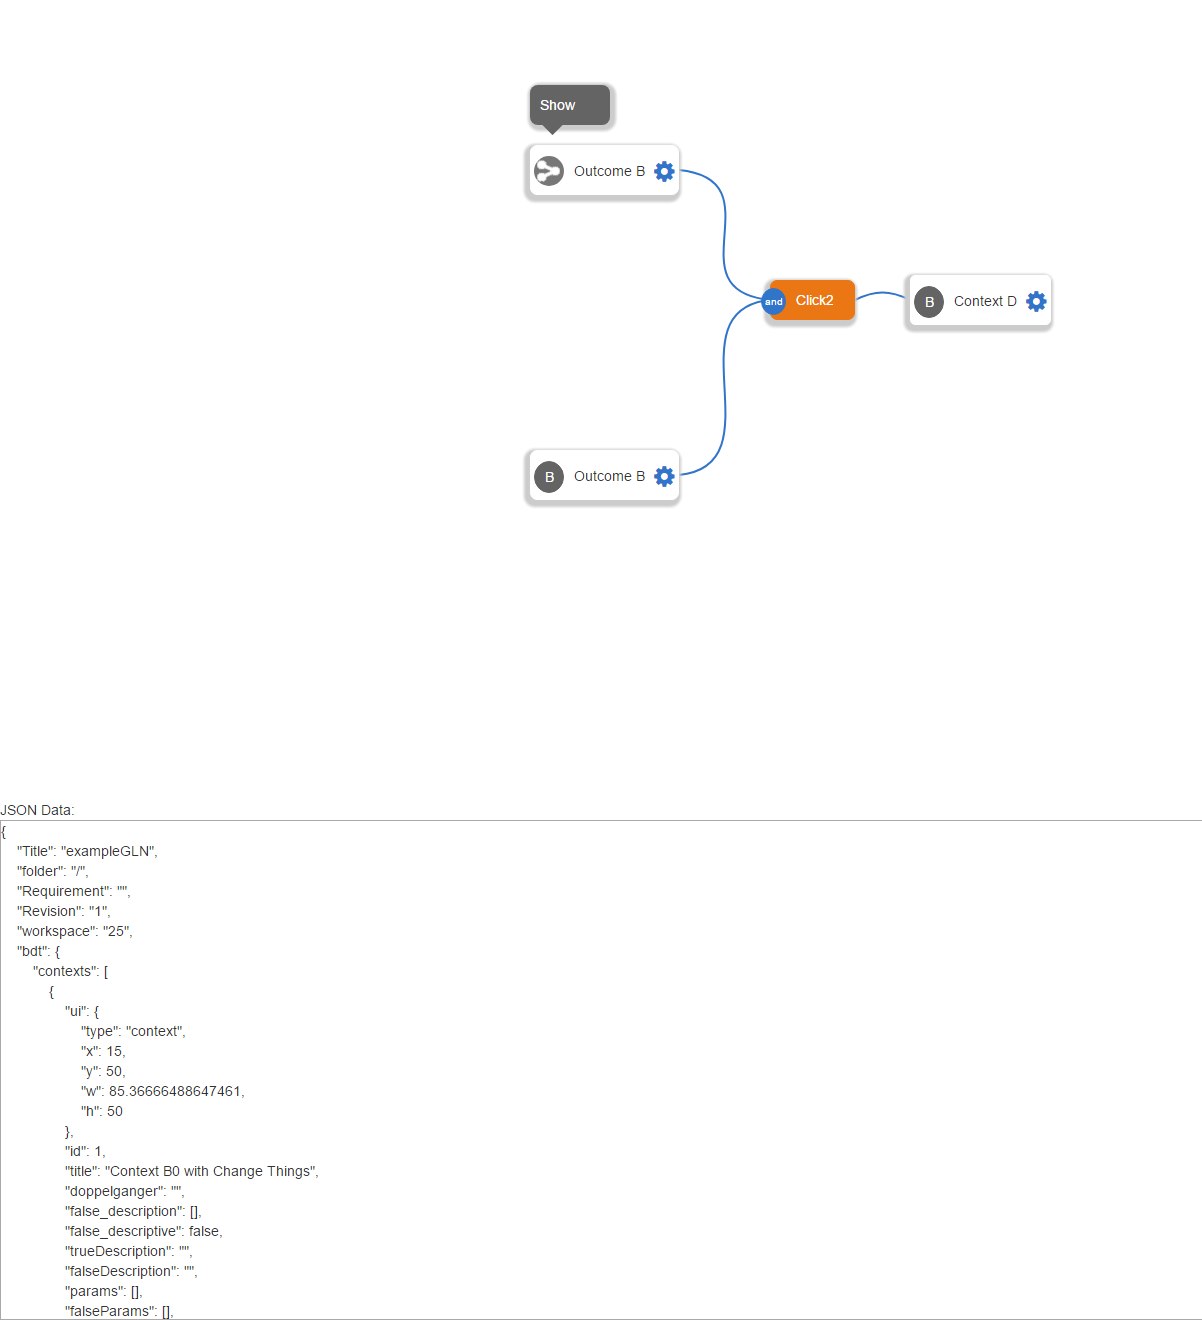 Show
Outcome B
and
Click2
B
Context D
B
Outcome B
JSON Data:
{
"Title": "exampleGLN",
"folder": "/",
"Requirement": "",
"Revision": "1",
"workspace": "25",
"bdt": {
"contexts": [
{
"ui": {
"type": "context",
"x": 15,
"y": 50,
"w": 85.36666488647461,
"h": 50
},
"id": 1,
"title": "Context B0 with Change Things",
"doppelganger": "",
"false_description": [],
"false_descriptive": false,
"trueDescription": "",
"falseDescription": "",
"params": [],
"falseParams": [],